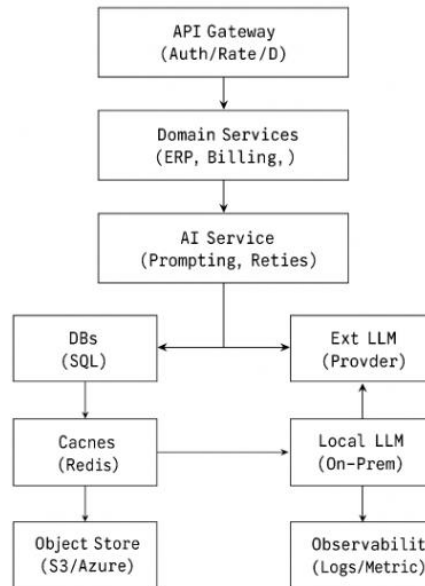 API Gateway
(Auth/Rate/D)
Domain Services
(ERP, Billing,)
AI Service
(Prompting, Reties)
DBs
(SQL)
Ext LLM
(Provder)
Cacnes
(Redis)
Local LLM
(On-Prem)
Object Store
(S3/Azure)
Observabilit
(Logs/Metric)